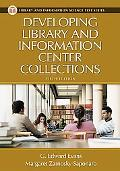 LIBRARY AND INFORMATION SCIENCE TEXT SERIES
DEVELOPING
LIBRARY AND
INFORMATION
CENTER
COLLECTIONS
FIFTH EDITION
G. Edward Evans
Margaret Zarnosky Saponaro